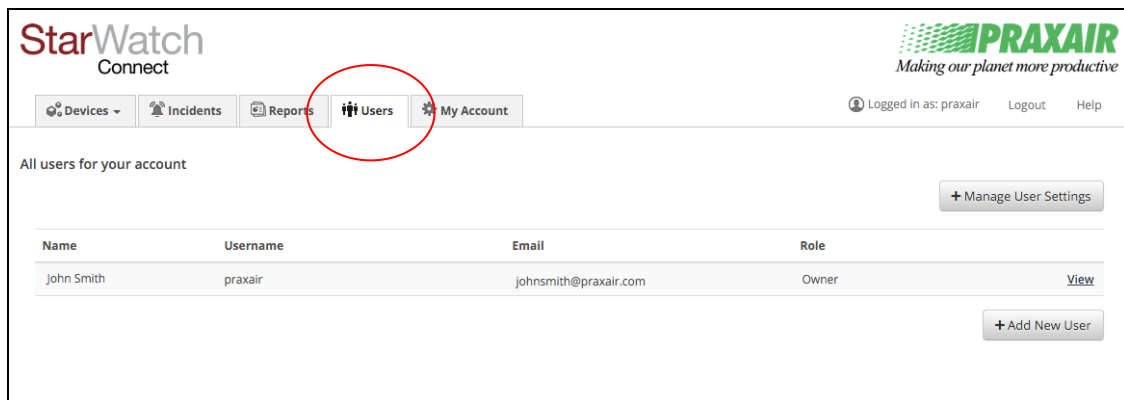 StarWatch
Connect
PRAXAIR
Making our planet more productive
Devices
Incidents
Reports
Users
My Account
Logged in as: praxair
Logout
Help
All users for your account
+ Manage User Settings
Name Username Email Role
John Smith praxair johnsmith@praxair.com Owner View
+ Add New User